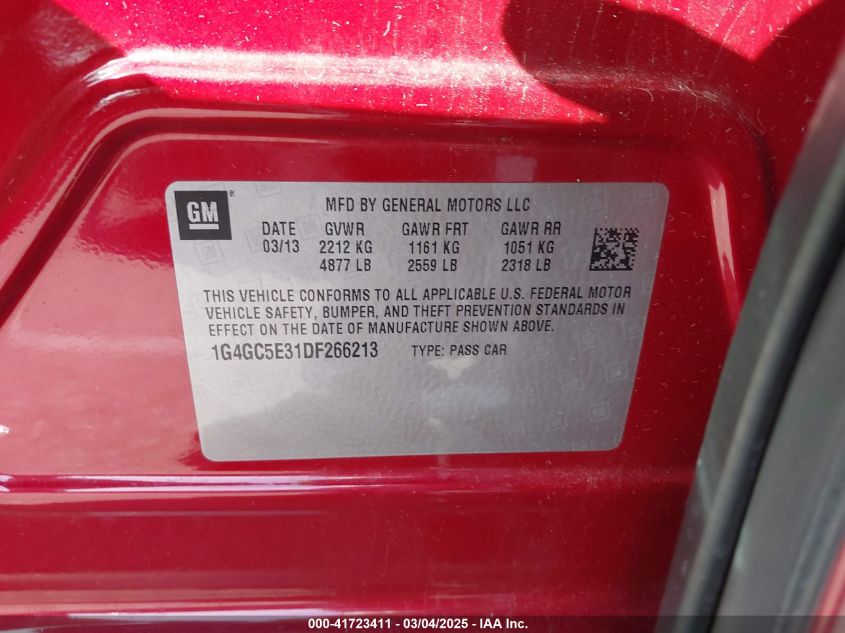 GM ® MFD BY GENERAL MOTORS LLC
DATE GVWR GAWR FRT GAWR RR
03/13 2212 KG 1161 KG 1051 KG
4877 LB 2559 LB 2318 LB
THIS VEHICLE CONFORMS TO ALL APPLICABLE U.S. FEDERAL MOTOR
VEHICLE SAFETY, BUMPER, AND THEFT PREVENTION STANDARDS IN
EFFECT ON THE DATE OF MANUFACTURE SHOWN ABOVE.
1G4GC5E31DF266213 TYPE: PASS CAR
000-41723411 - 03/04/2025 - IAA Inc.